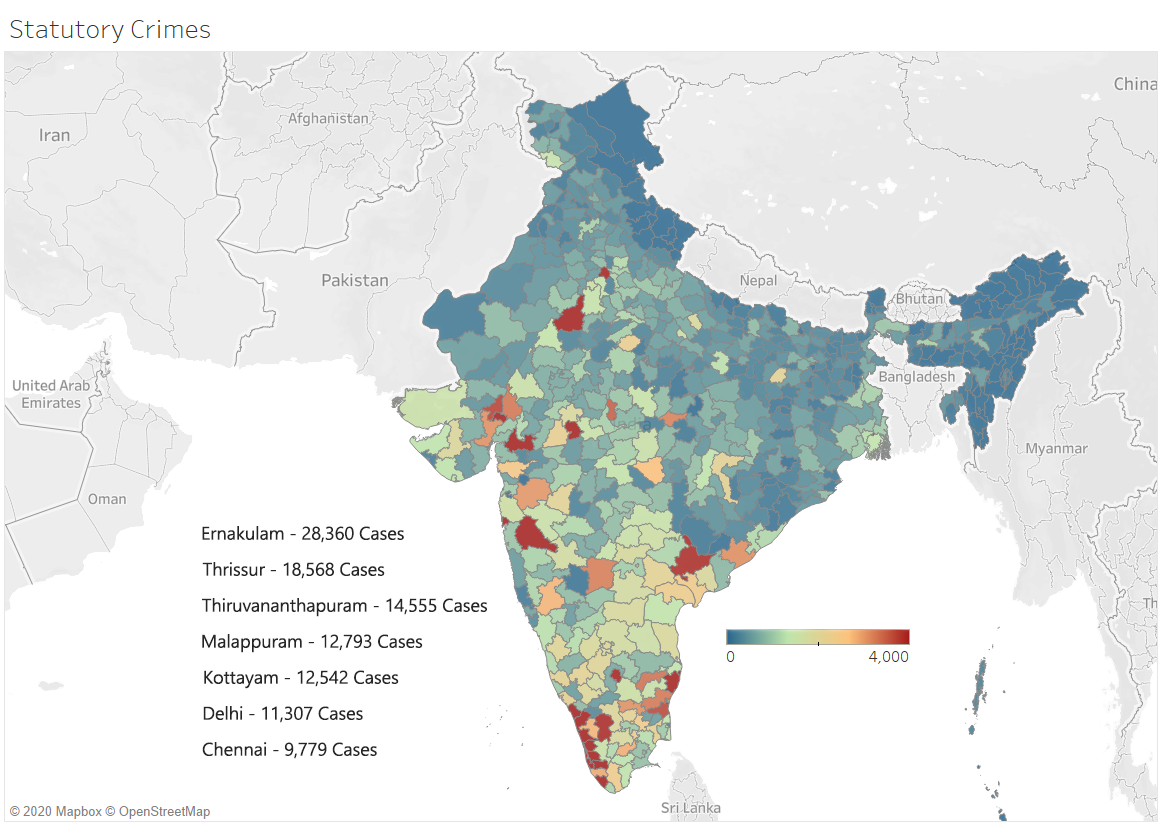 Statutory Crimes
China
Afghanistan
Iran
Pakistan
Nepal
Bhutan
United Arab
Emirates
Bangladesh
Myanmar
Oman
Ernakulam - 28,360 Cases
Thrissur - 18,568 Cases
Thiruvananthapuram - 14,555 Cases
Malappuram - 12,793 Cases
Kottayam - 12,542 Cases
Delhi - 11,307 Cases
Chennai - 9,779 Cases
Th
0
4,000
Sri Lanka
© 2020 Mapbox © OpenStreetMap